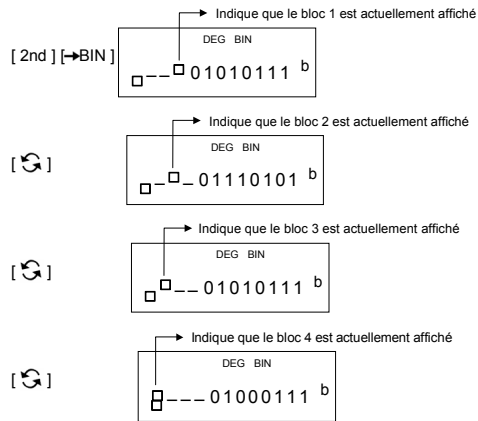 Indique que le bloc 1 est actuellement affiché
DEG BIN
[ 2nd ] [→BIN ]
01010111 b
Indique que le bloc 2 est actuellement affiché
DEG BIN
[ ]
01110101 b
Indique que le bloc 3 est actuellement affiché
DEG BIN
[ ]
01010111 b
Indique que le bloc 4 est actuellement affiché
DEG BIN
[ ]
01000111 b